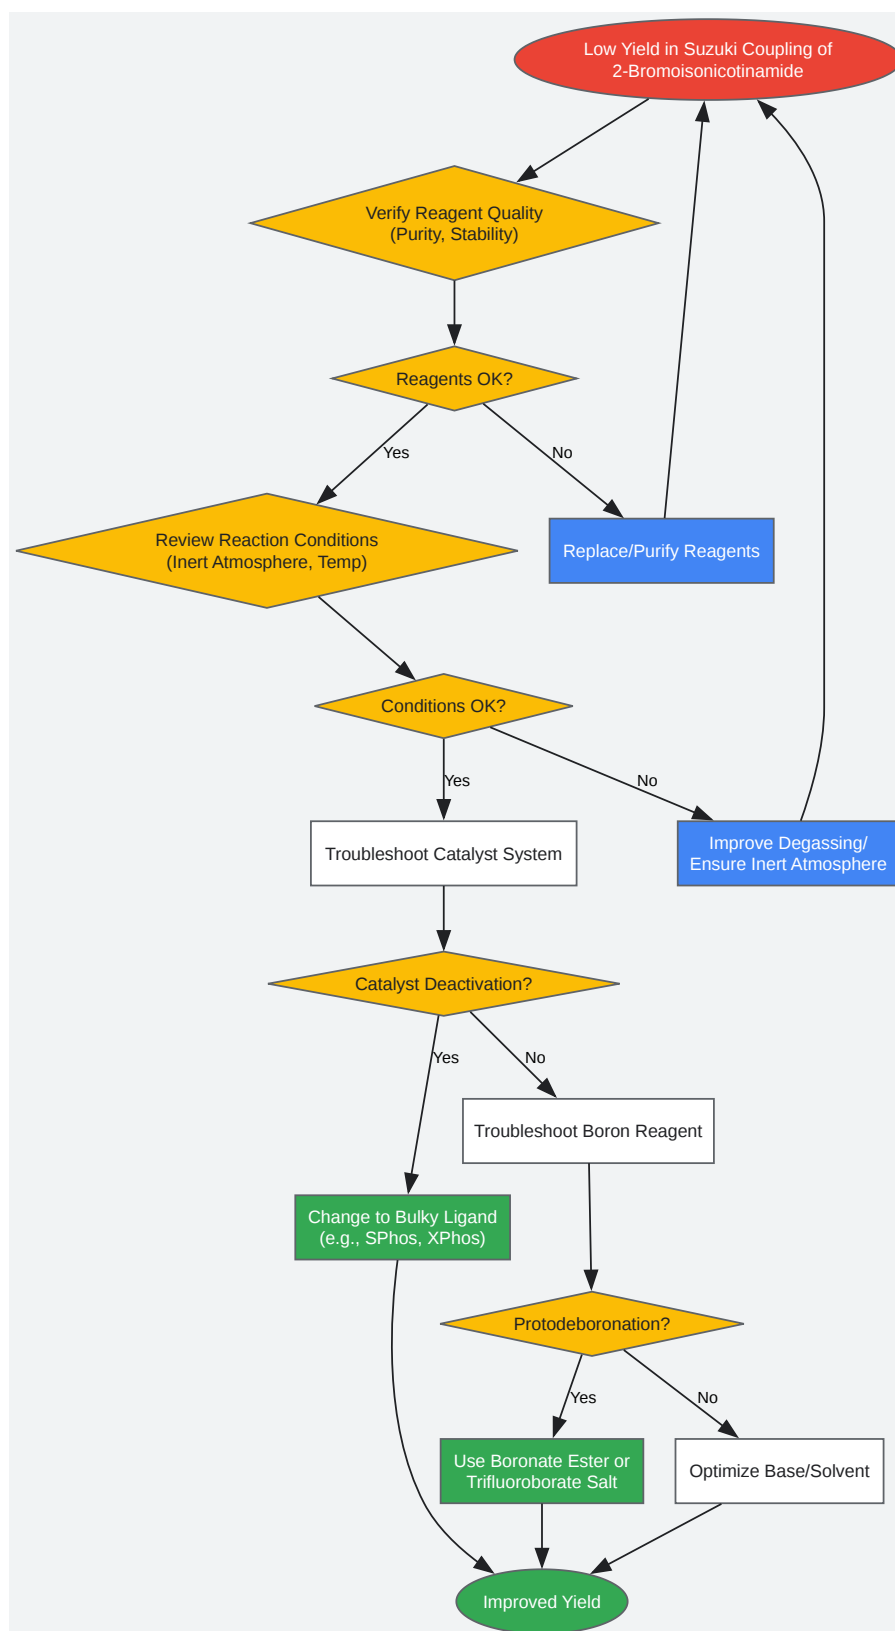 Low Yield in Suzuki Coupling of
2-Bromoisonicotinamide
Verify Reagent Quality
(Purity, Stability)
Reagents OK?
Yes
No
Review Reaction Conditions
(Inert Atmosphere, Temp)
Replace/Purify Reagents
Conditions OK?
Yes
No
Troubleshoot Catalyst System
Improve Degassing/
Ensure Inert Atmosphere
Catalyst Deactivation?
Yes
No
Troubleshoot Boron Reagent
Change to Bulky Ligand
(e.g., SPhos, XPhos)
Protodeboronation?
Yes
No
Use Boronate Ester or
Trifluoroborate Salt
Optimize Base/Solvent
Improved Yield